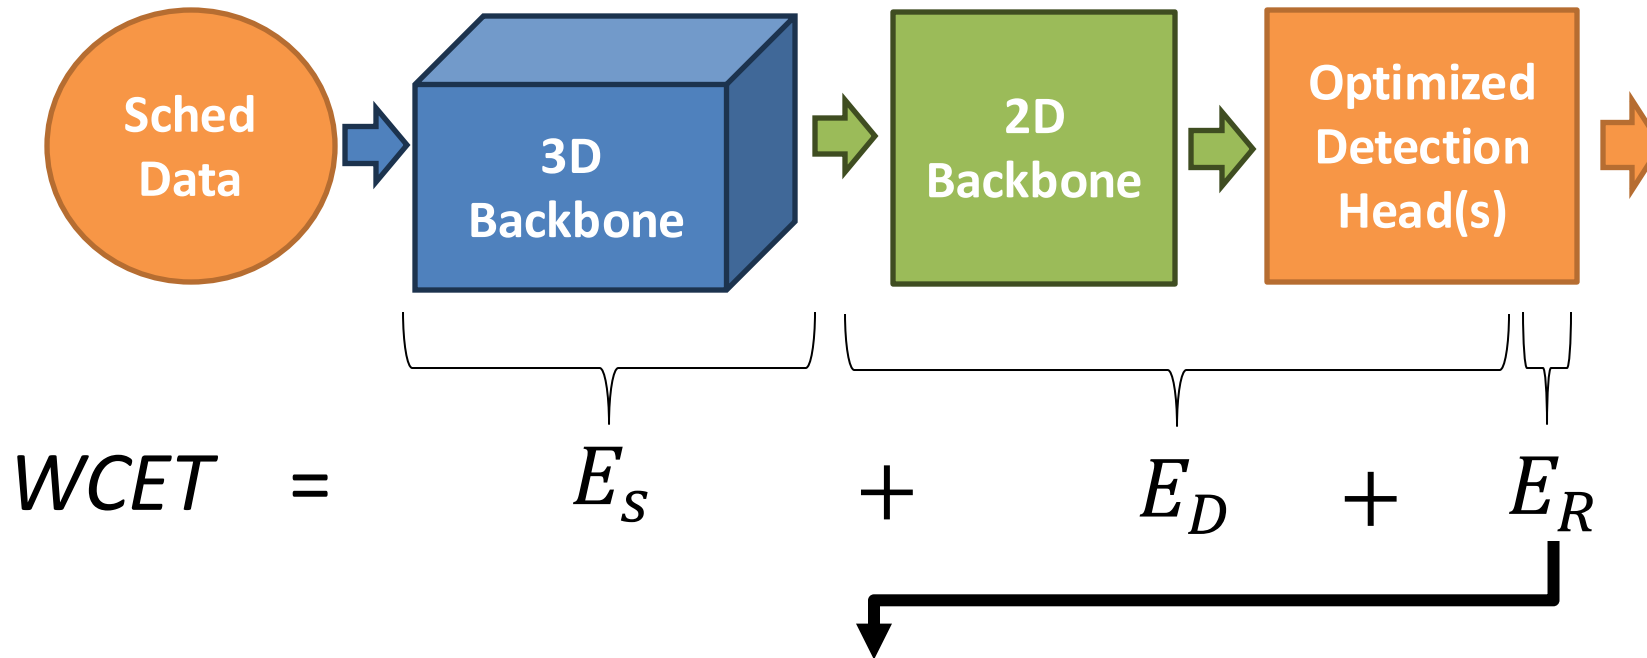 Sched
Data
3D
Backbone
2D
Backbone
Optimized
Detection
Head(s)
WCET = E_s + E_D + E_R